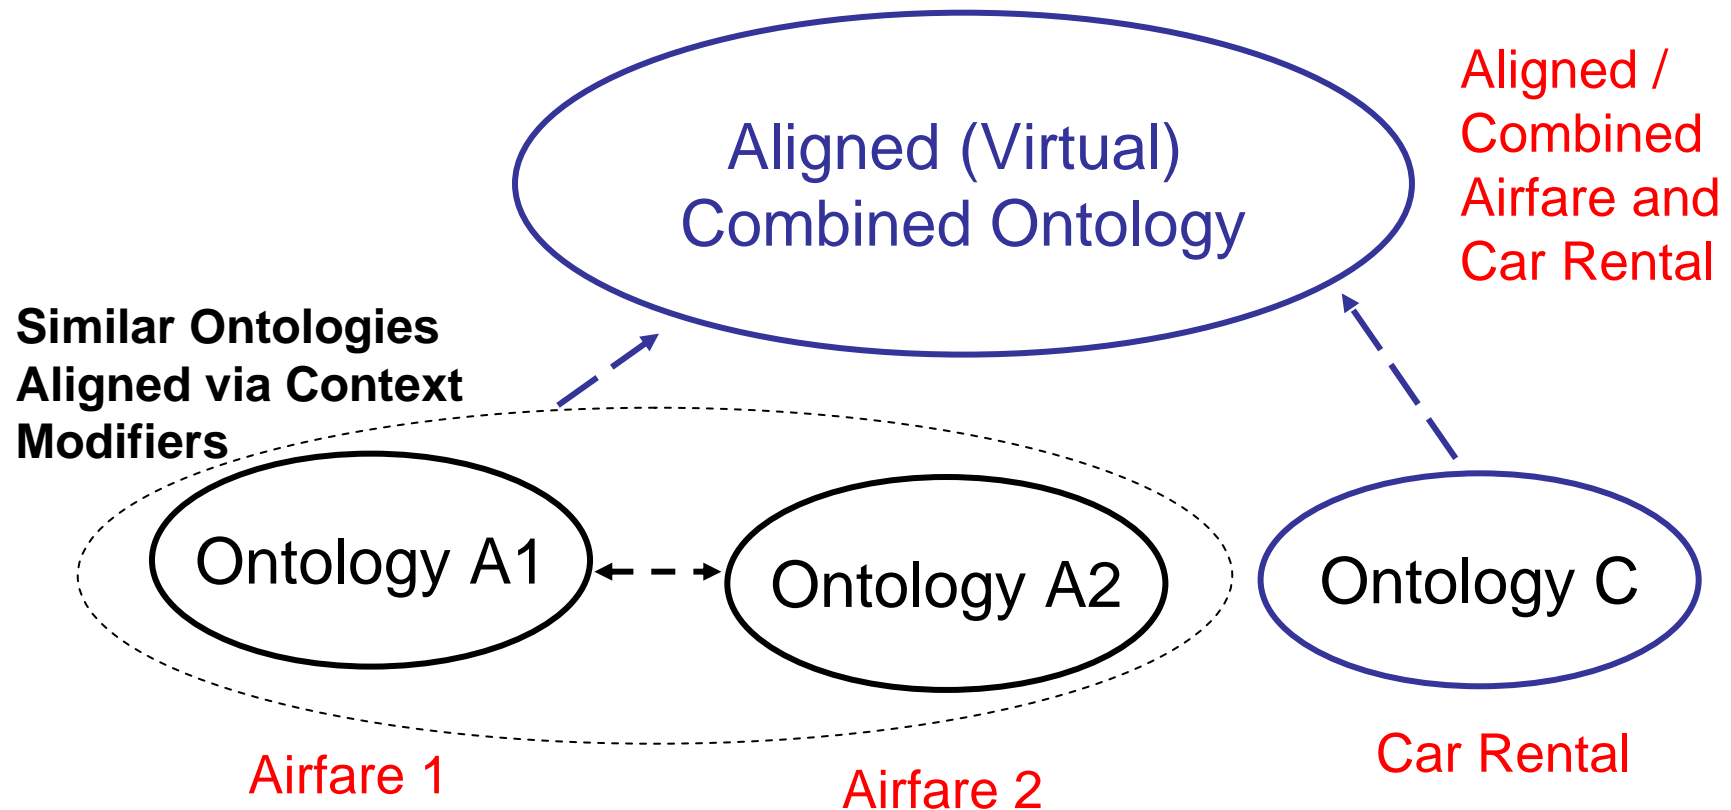 Aligned (Virtual)
Combined Ontology
Aligned /
Combined
Airfare and
Car Rental
Similar Ontologies
Aligned via Context
Modifiers
Ontology A1
Ontology A2
Ontology C
Airfare 1
Airfare 2
Car Rental